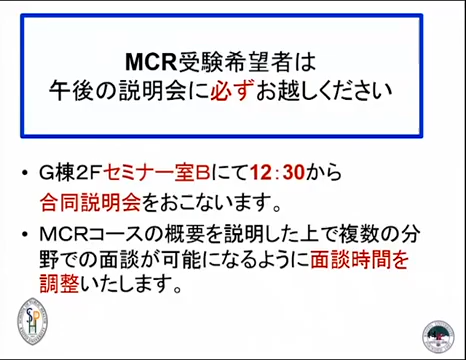 MCR受験希望者は
午後の説明会に必ずお越しください
• G棟2Fセミナー室Bにて12:30から
合同説明会をおこないます。
• MCRコースの概要を説明した上で複数の分
野での面談が可能になるように面談時間を
調整いたします。
SPH